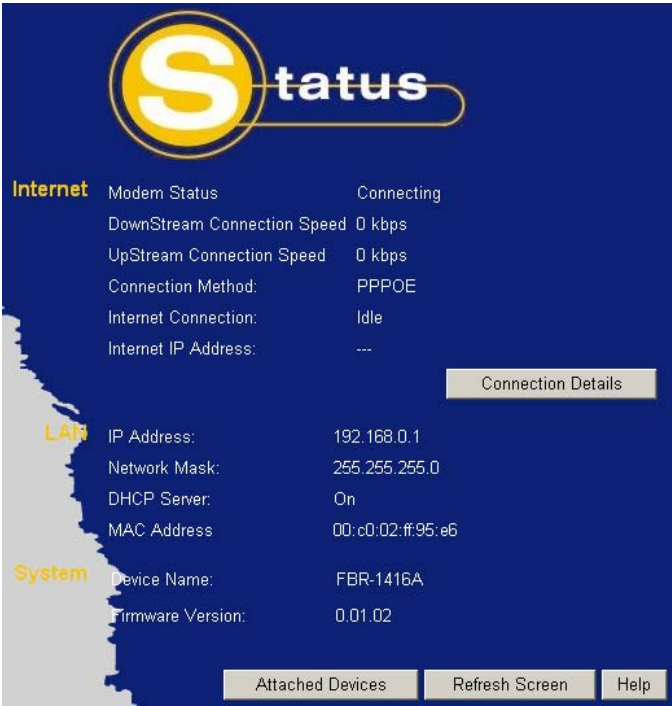 Status
Internet
Modem Status Connecting
DownStream Connection Speed 0 kbps
UpStream Connection Speed 0 kbps
Connection Method: PPPOE
Internet Connection: Idle
Internet IP Address: ---
Connection Details
LAN
IP Address: 192.168.0.1
Network Mask: 255.255.255.0
DHCP Server: On
MAC Address 00:c0:02:ff:95:e6
System
Device Name: FBR-1416A
Firmware Version: 0.01.02
Attached Devices Refresh Screen Help